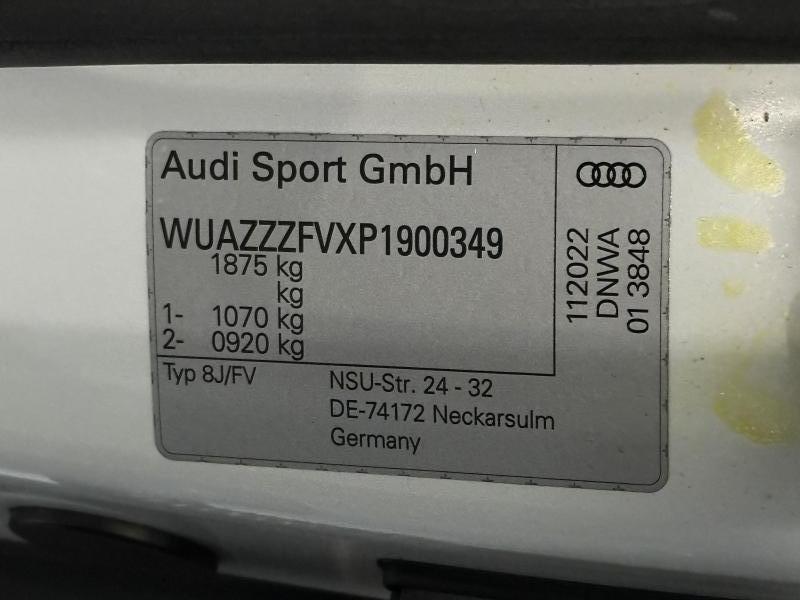 Audi Sport GmbH
WUAZZZFVXP1900349
1875 kg
kg
1- 1070 kg
2- 0920 kg
Typ 8J/FV
NSU-Str. 24 - 32
DE-74172 Neckarsulm
Germany
112022
DNWA
01 3848